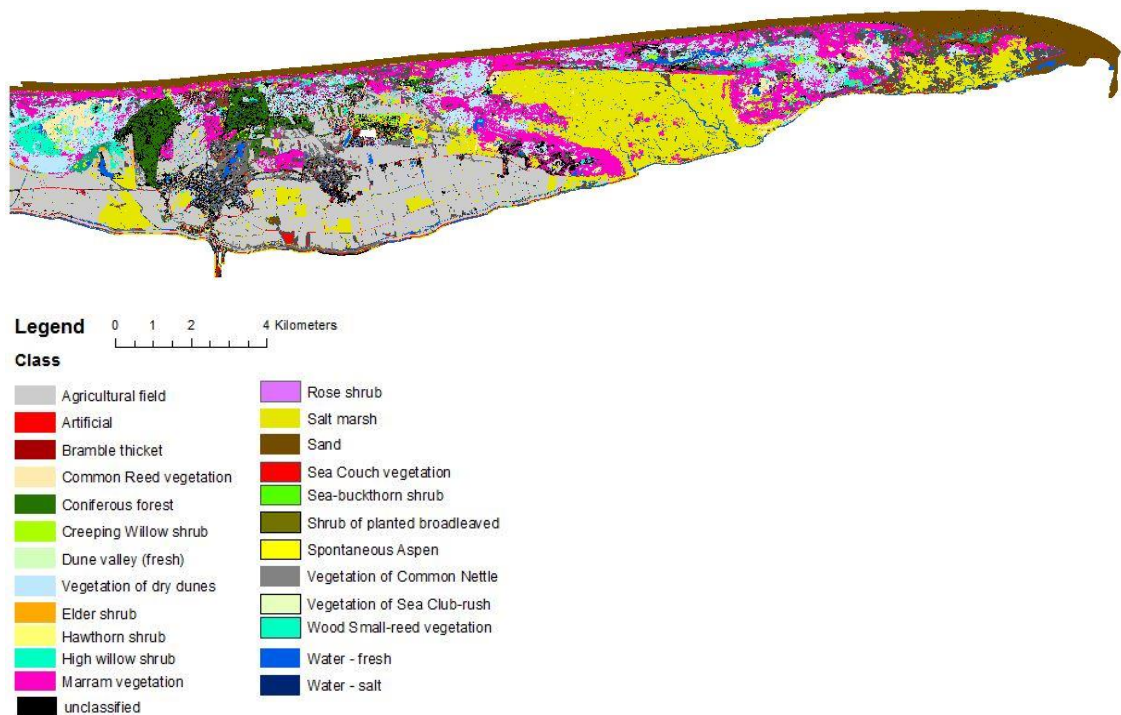 Legend
0 1 2 4 Kilometers
Class
Agricultural field
Artificial
Bramble thicket
Common Reed vegetation
Coniferous forest
Creeping Willow shrub
Dune valley (fresh)
Vegetation of dry dunes
Elder shrub
Hawthorn shrub
High willow shrub
Marram vegetation
unclassified
Rose shrub
Salt marsh
Sand
Sea Couch vegetation
Sea-buckthorn shrub
Shrub of planted broadleaved
Spontaneous Aspen
Vegetation of Common Nettle
Vegetation of Sea Club-rush
Wood Small-reed vegetation
Water - fresh
Water - salt